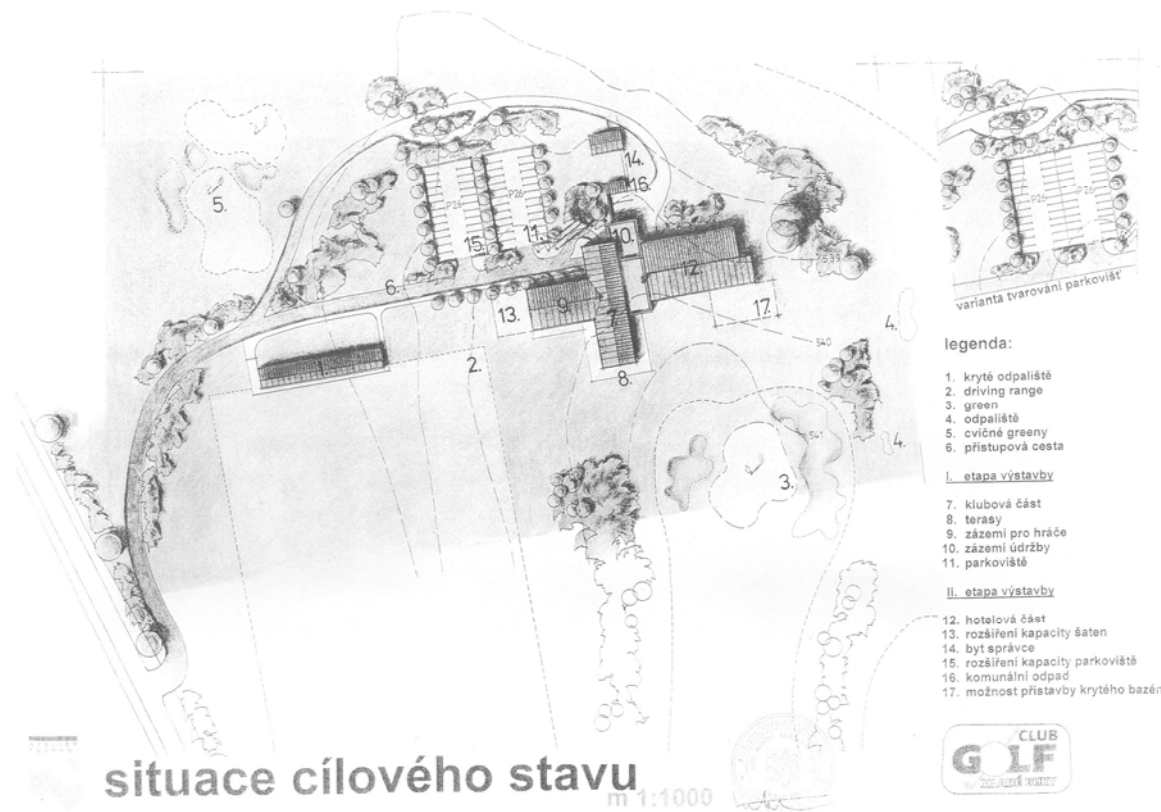 5.
14.
16.
P26
P26
15.
11.
10.
6.
12.
13.
9
7
17.
540
2.
8.
541
3.
4.
4.
539
varianta tvarování parkovišť
legenda:
1. kryté odpaliště
2. driving range
3. green
4. odpaliště
5. cvičné greeny
6. přístupová cesta
I. etapa výstavby
7. klubová část
8. terasy
9. zázemí pro hráče
10. zázemí údržby
11. parkoviště
II. etapa výstavby
12. hotelová část
13. rozšíření kapacity šaten
14. byt správce
15. rozšíření kapacity parkoviště
16. komunální odpad
17. možnost přístavby krytého bazén
P26
P26
situace cílového stavu
m 1:1000
CLUB
GOLF
MLADÉ BUKY